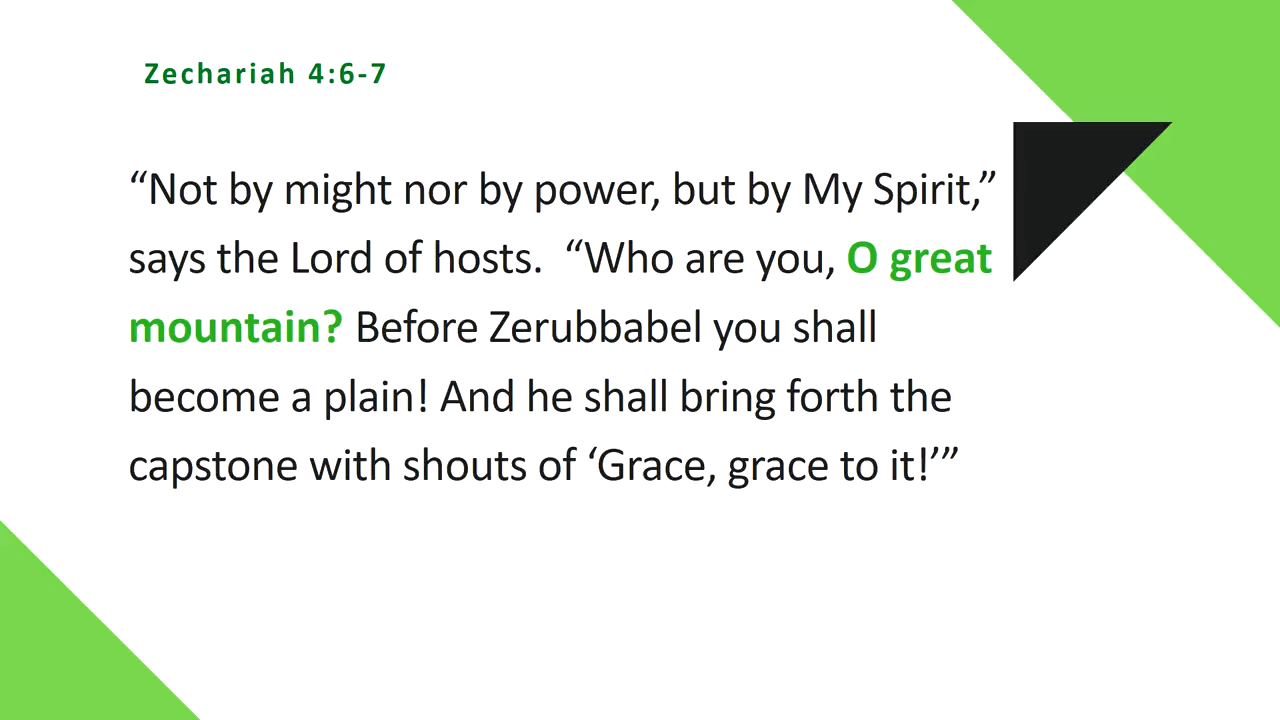 Zechariah 4:6-7
“Not by might nor by power, but by My Spirit,”
says the Lord of hosts.  “Who are you, O great
mountain? Before Zerubbabel you shall
become a plain! And he shall bring forth the
capstone with shouts of ‘Grace, grace to it!’”